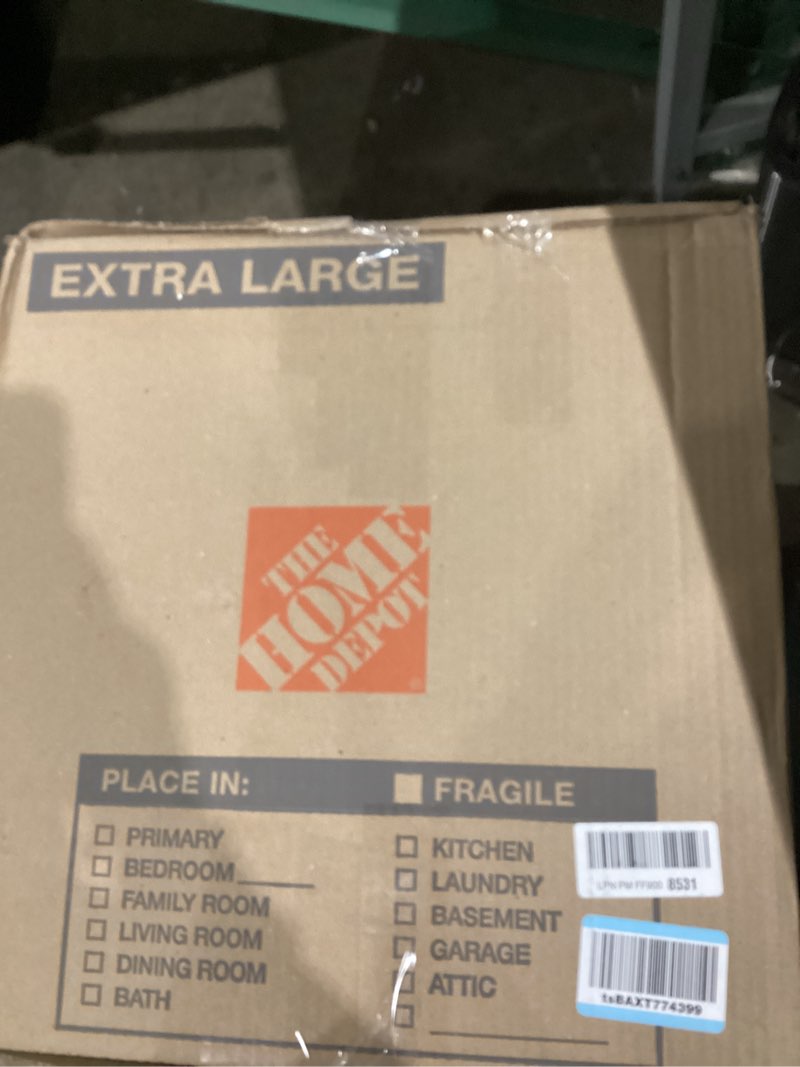 EXTRA LARGE
THE
HOME
DEPOT
PLACE IN:
FRAGILE
PRIMARY
BEDROOM
FAMILY ROOM
LIVING ROOM
DINING ROOM
BATH
KITCHEN
LAUNDRY
BASEMENT
GARAGE
ATTIC
8531
tsBAXT774399